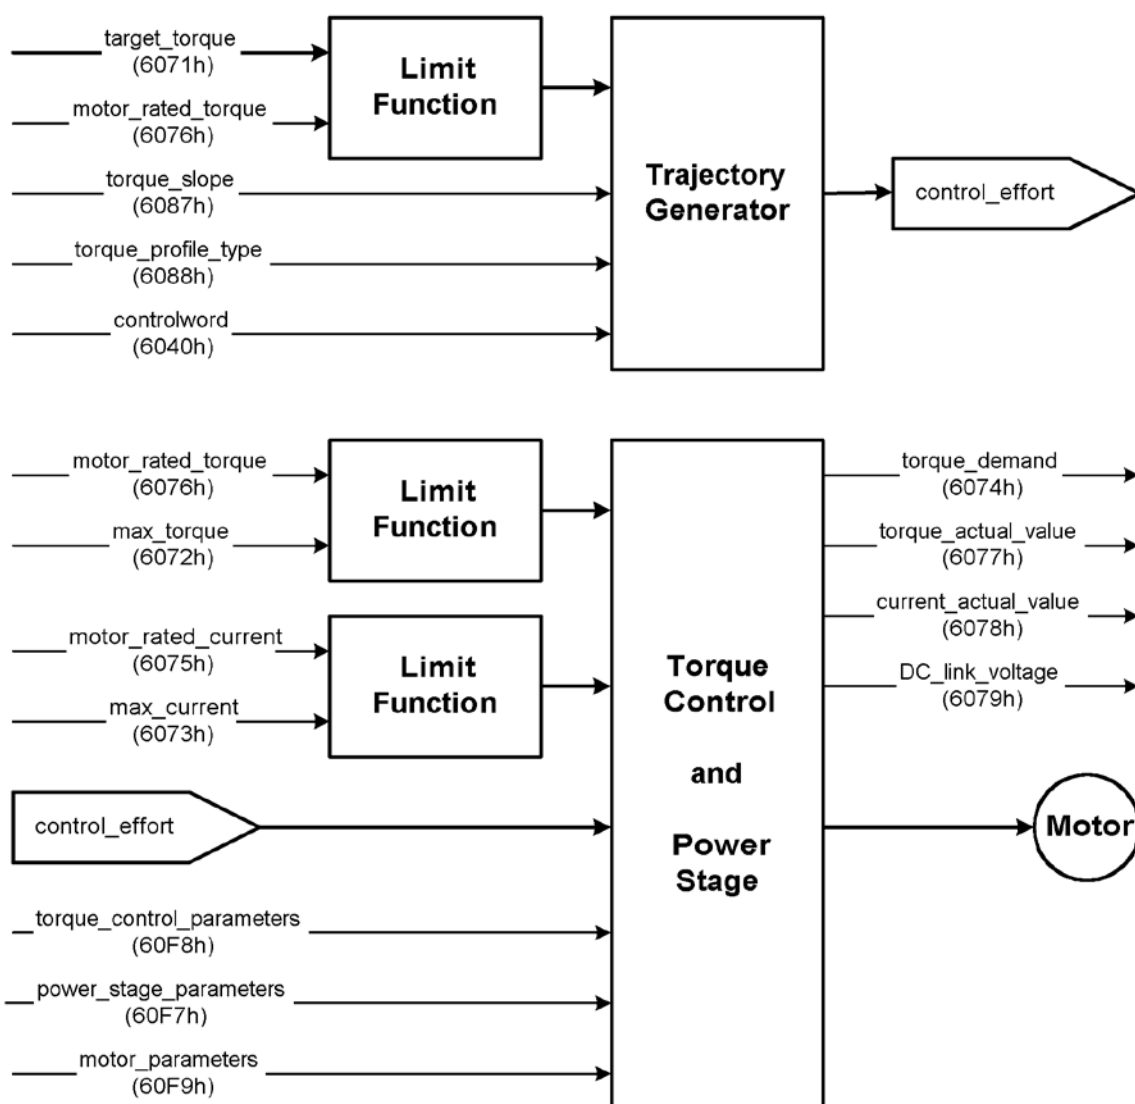 target_torque
(6071h)
motor_rated_torque
(6076h)
Limit
Function
torque_slope
(6087h)
torque_profile_type
(6088h)
controlword
(6040h)
Trajectory
Generator
control_effort
motor_rated_torque
(6076h)
max_torque
(6072h)
Limit
Function
motor_rated_current
(6075h)
max_current
(6073h)
Limit
Function
control_effort
torque_control_parameters
(60F8h)
power_stage_parameters
(60F7h)
motor_parameters
(60F9h)
Torque
Control
and
Power
Stage
torque_demand
(6074h)
torque_actual_value
(6077h)
current_actual_value
(6078h)
DC_link_voltage
(6079h)
Motor